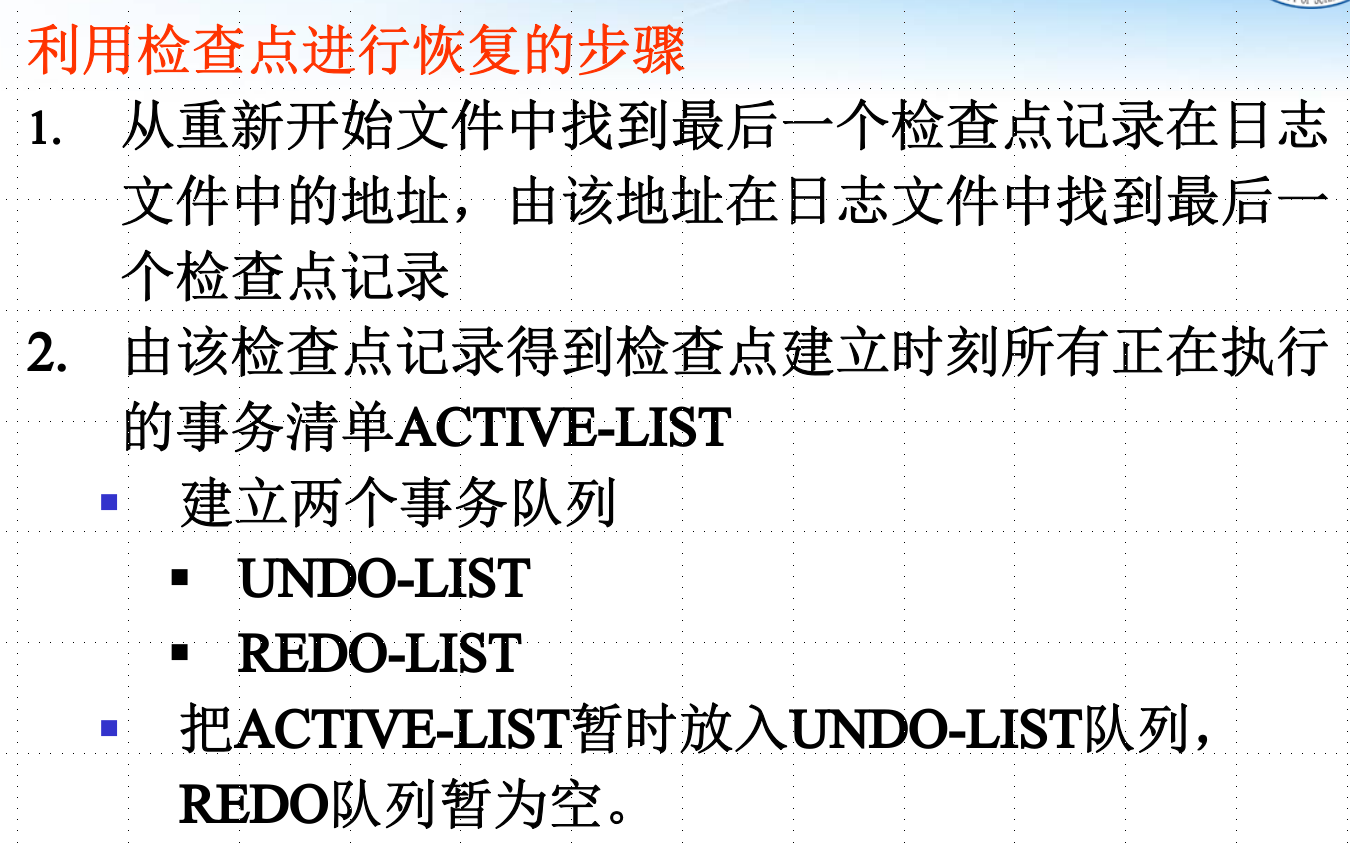 利用检查点进行恢复的步骤
1. 从重新开始文件中找到最后一个检查点记录在日志
文件中的地址，由该地址在日志文件中找到最后一
个检查点记录
2. 由该检查点记录得到检查点建立时刻所有正在执行
的事务清单ACTIVE-LIST
▪ 建立两个事务队列
▪ UNDO-LIST
▪ REDO-LIST
▪ 把ACTIVE-LIST暂时放入UNDO-LIST队列，
REDO队列暂为空。